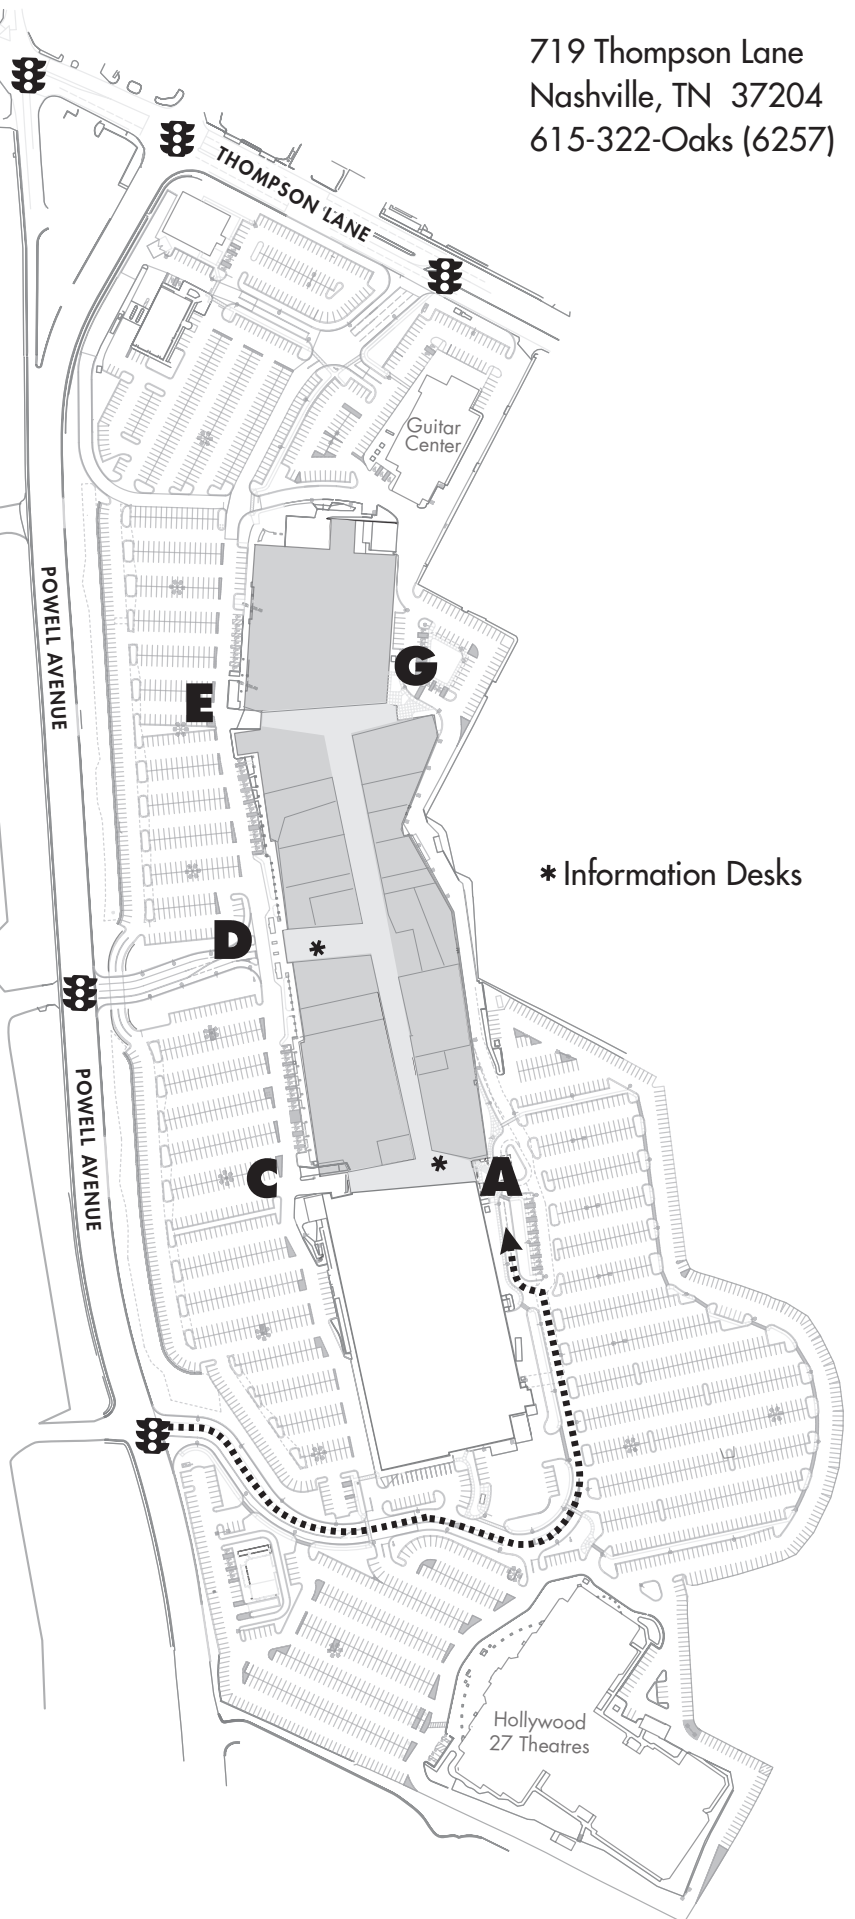 719 Thompson Lane
Nashville, TN 37204
615-322-Oaks (6257)
THOMPSON LANE
Guitar
Center
POWELL AVENUE
G
E
* Information Desks
D
*
POWELL AVENUE
*
C
A
Hollywood
27 Theatres